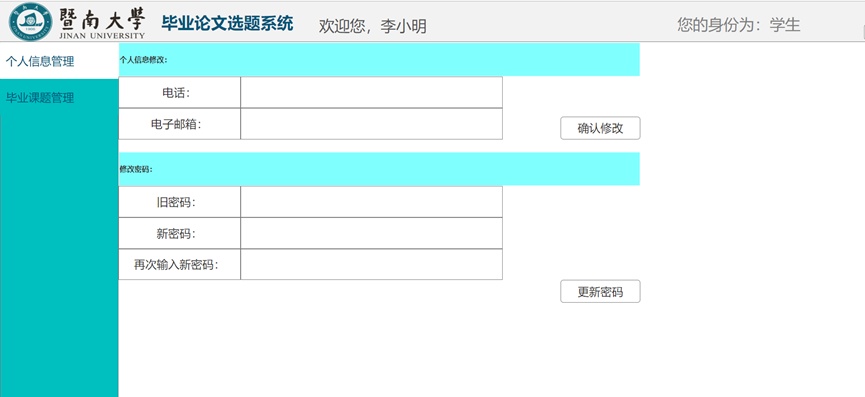 暨南大学
JINAN UNIVERSITY
毕业论文选题系统
欢迎您，李小明
您的身份为：学生
个人信息管理
毕业课题管理
个人信息修改：
电话：
电子邮箱：
确认修改
修改密码：
旧密码：
新密码：
再次输入新密码：
更新密码